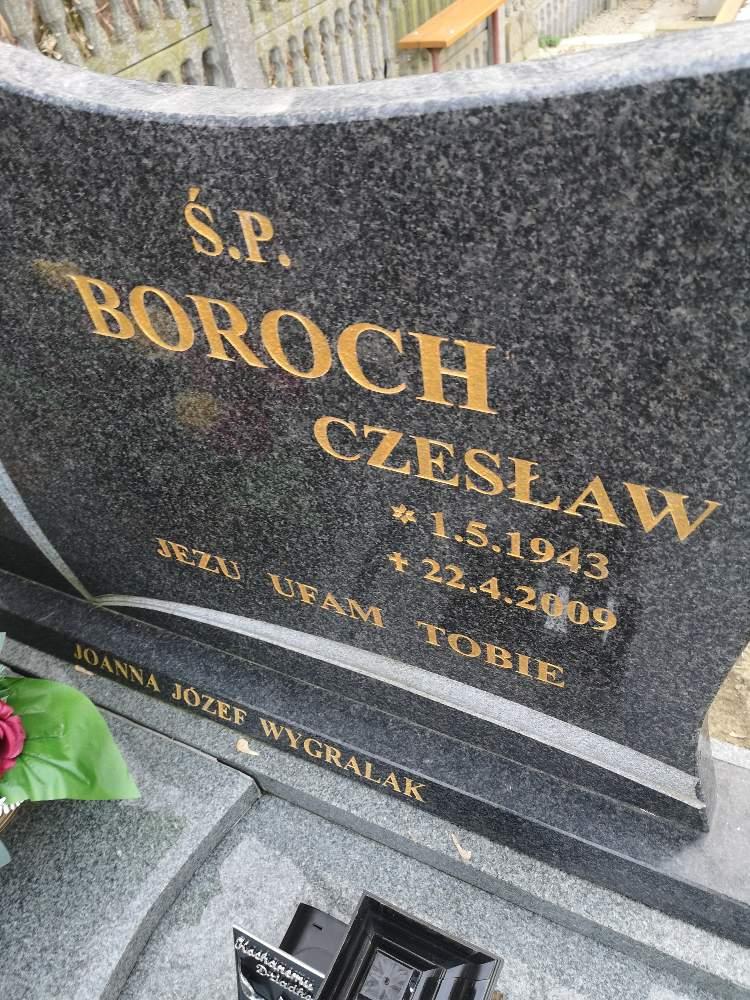 Ś.P.
BOROCH
CZESŁAW
* 1.5.1943
✝ 22.4.2009
JEZU UFAM TOBIE
JOANNA JÓZEF WYGRALAK
Kochanemu